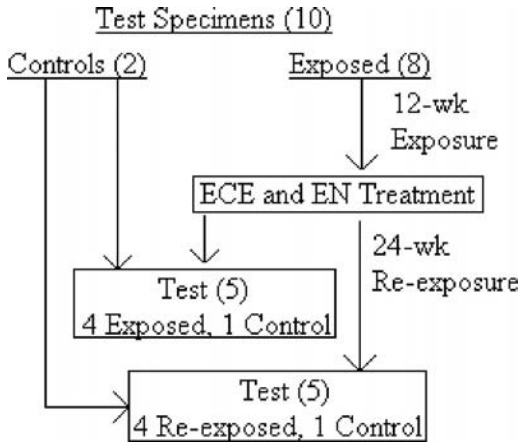 Test Specimens (10)
Controls (2)
Exposed (8)
12-wk
Exposure
ECE and EN Treatment
24-wk
Re-exposure
Test (5)
4 Exposed, 1 Control
Test (5)
4 Re-exposed, 1 Control